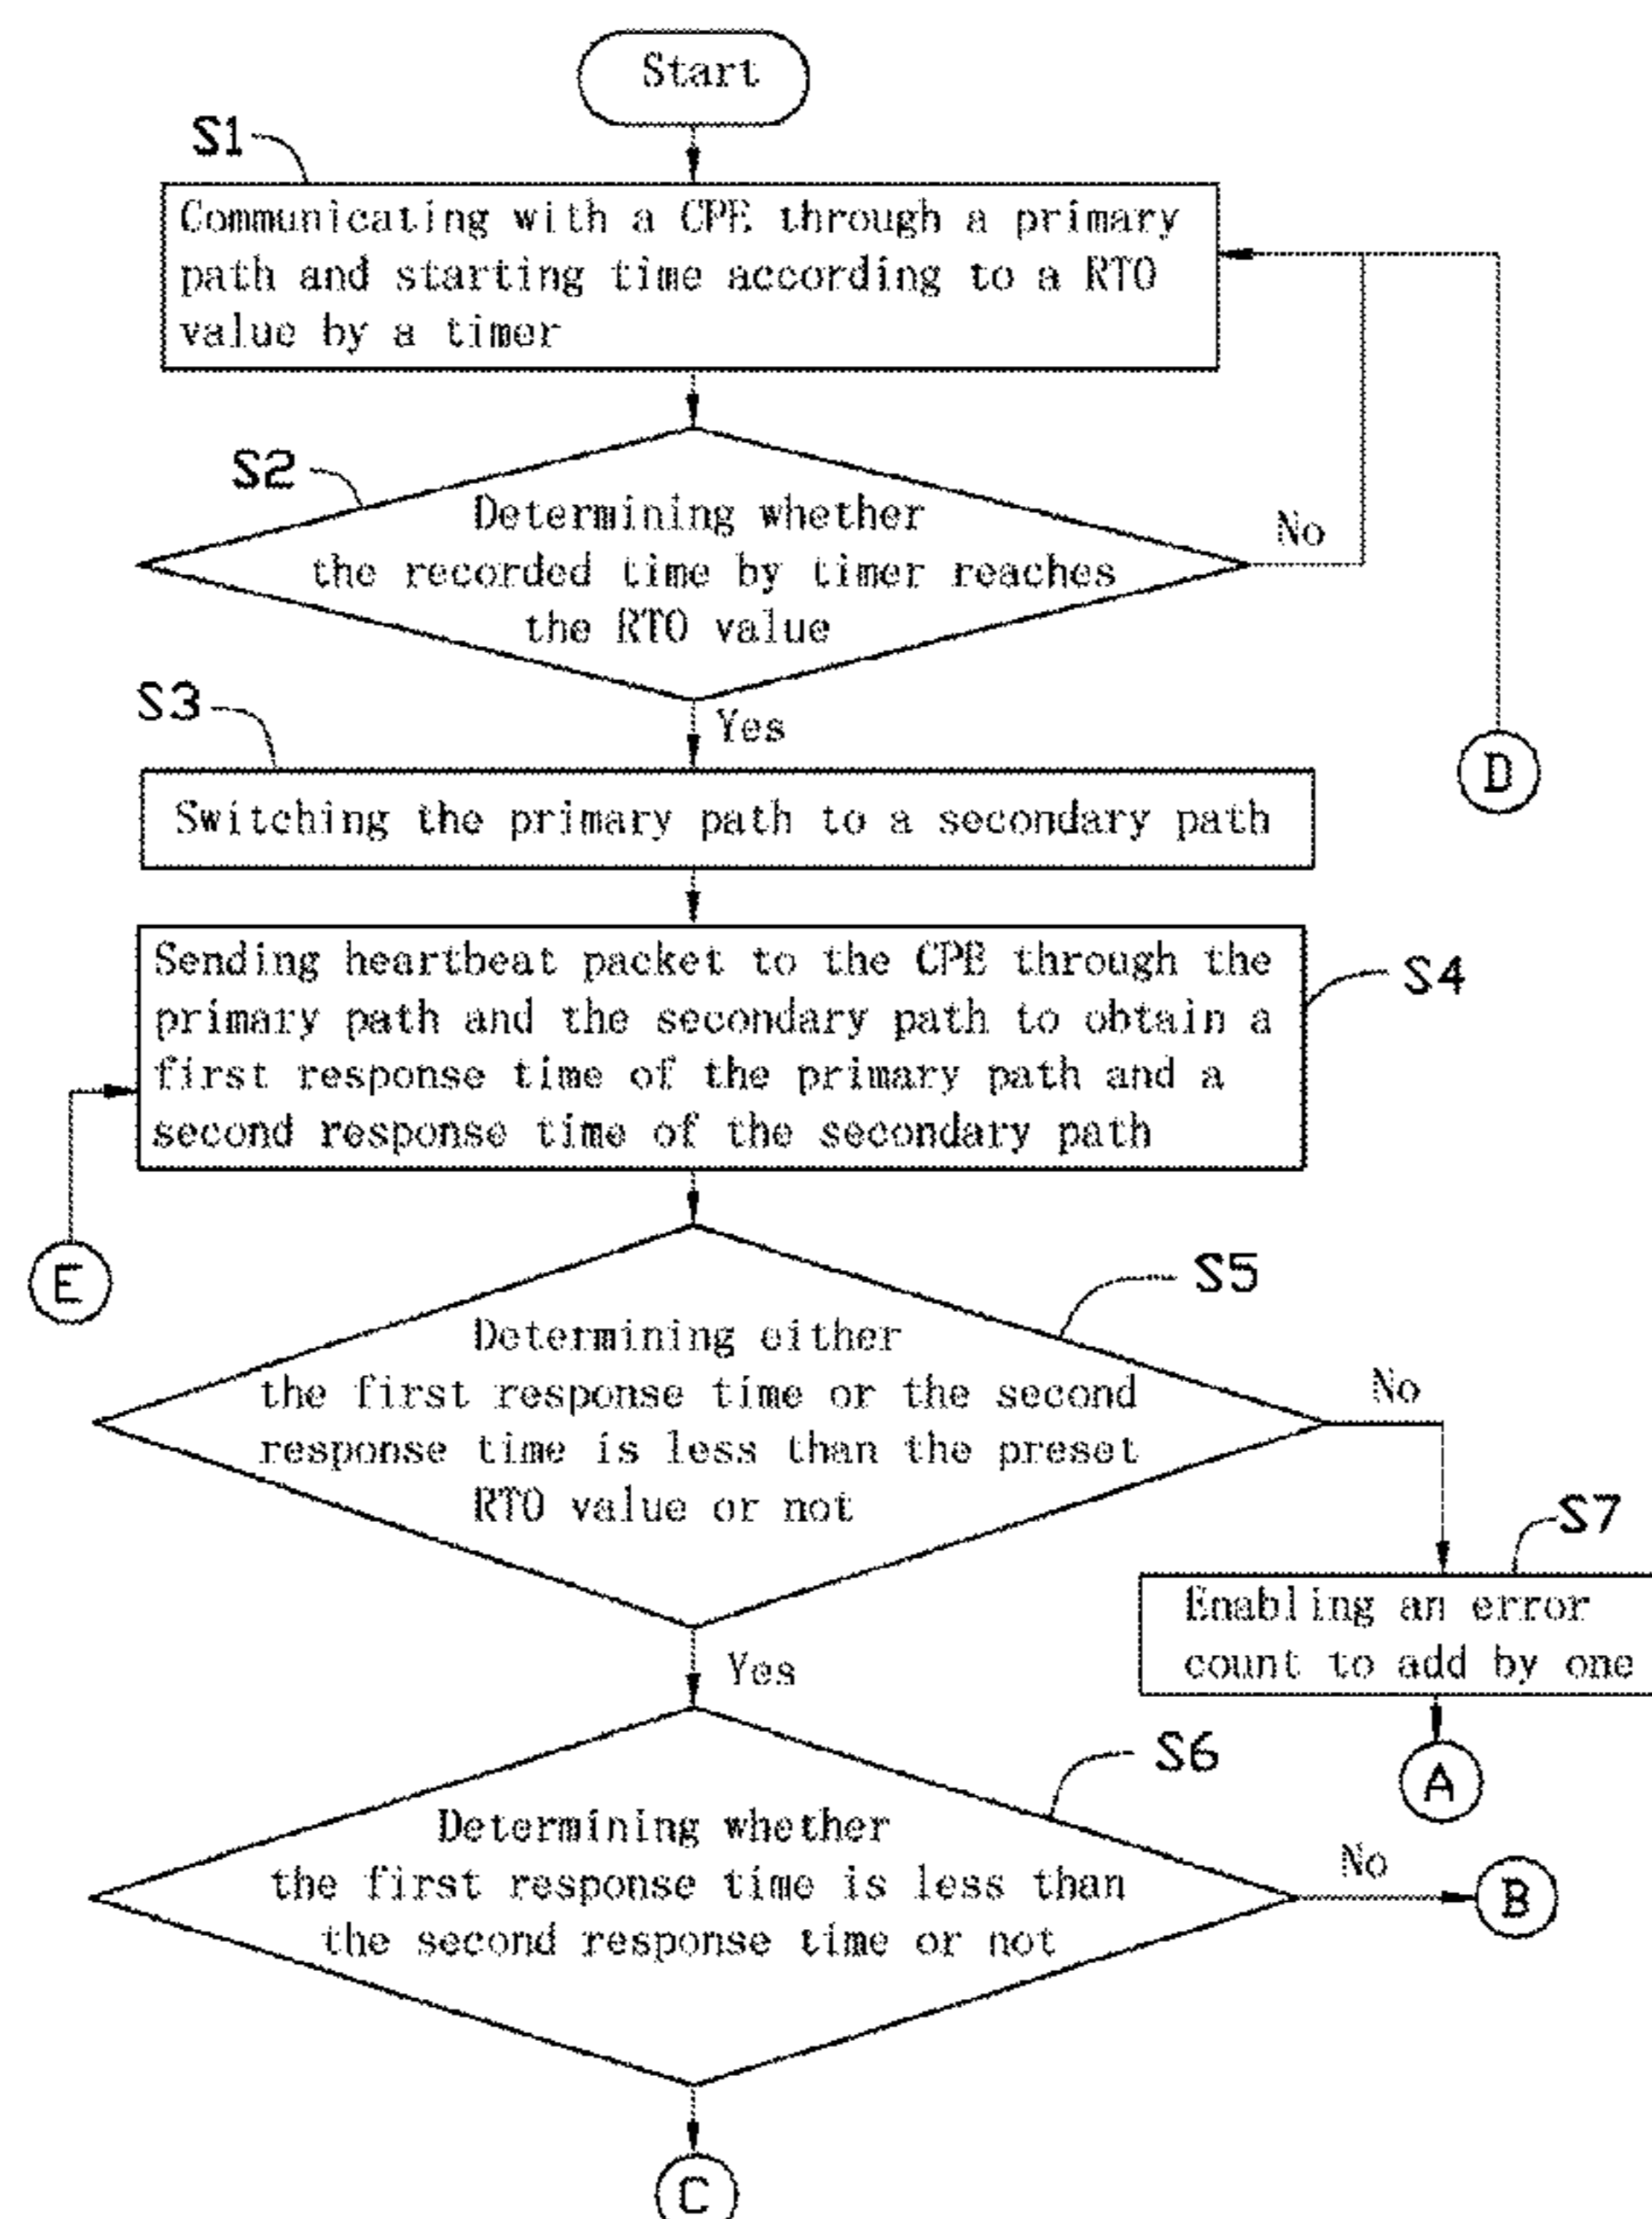 Start
S1
Communicating with a CPE through a primary
path and starting time according to a RTO
value by a timer
S2
Determining whether
the recorded time by timer reaches
the RTO value
No
S3
Yes
D
Switching the primary path to a secondary path
Sending heartbeat packet to the CPE through the
primary path and the secondary path to obtain a
first response time of the primary path and a
second response time of the secondary path
S4
E
S5
Determining either
the first response time or the second
response time is less than the preset
RTO value or not
No
S7
Enabling an error
count to add by one
Yes
A
S6
Determining whether
the first response time is less than
the second response time or not
No
B
C